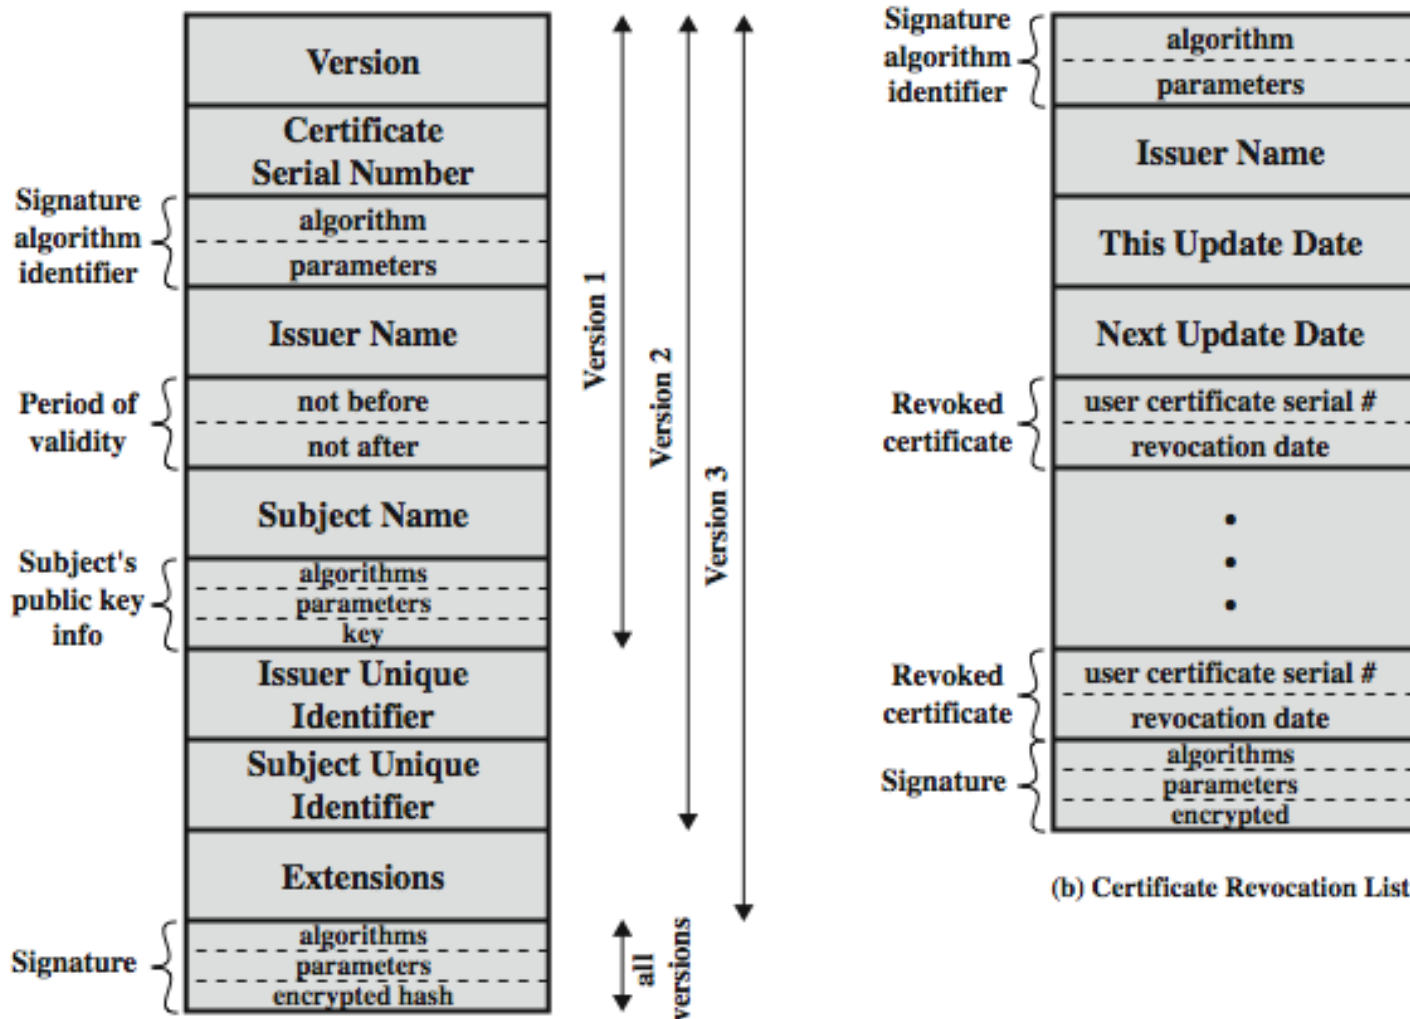 Version
Certificate
Serial Number
Signature
algorithm
identifier
algorithm
parameters
Issuer Name
Period of
validity
not before
not after
Subject Name
Subject's
public key
info
algorithms
parameters
key
Issuer Unique
Identifier
Subject Unique
Identifier
Extensions
Signature
algorithms
parameters
encrypted hash
Version 1
Version 2
Version 3
all
versions
Signature
algorithm
identifier
algorithm
parameters
Issuer Name
This Update Date
Next Update Date
Revoked
certificate
user certificate serial #
revocation date
Revoked
certificate
user certificate serial #
revocation date
Signature
algorithms
parameters
encrypted
(b) Certificate Revocation List